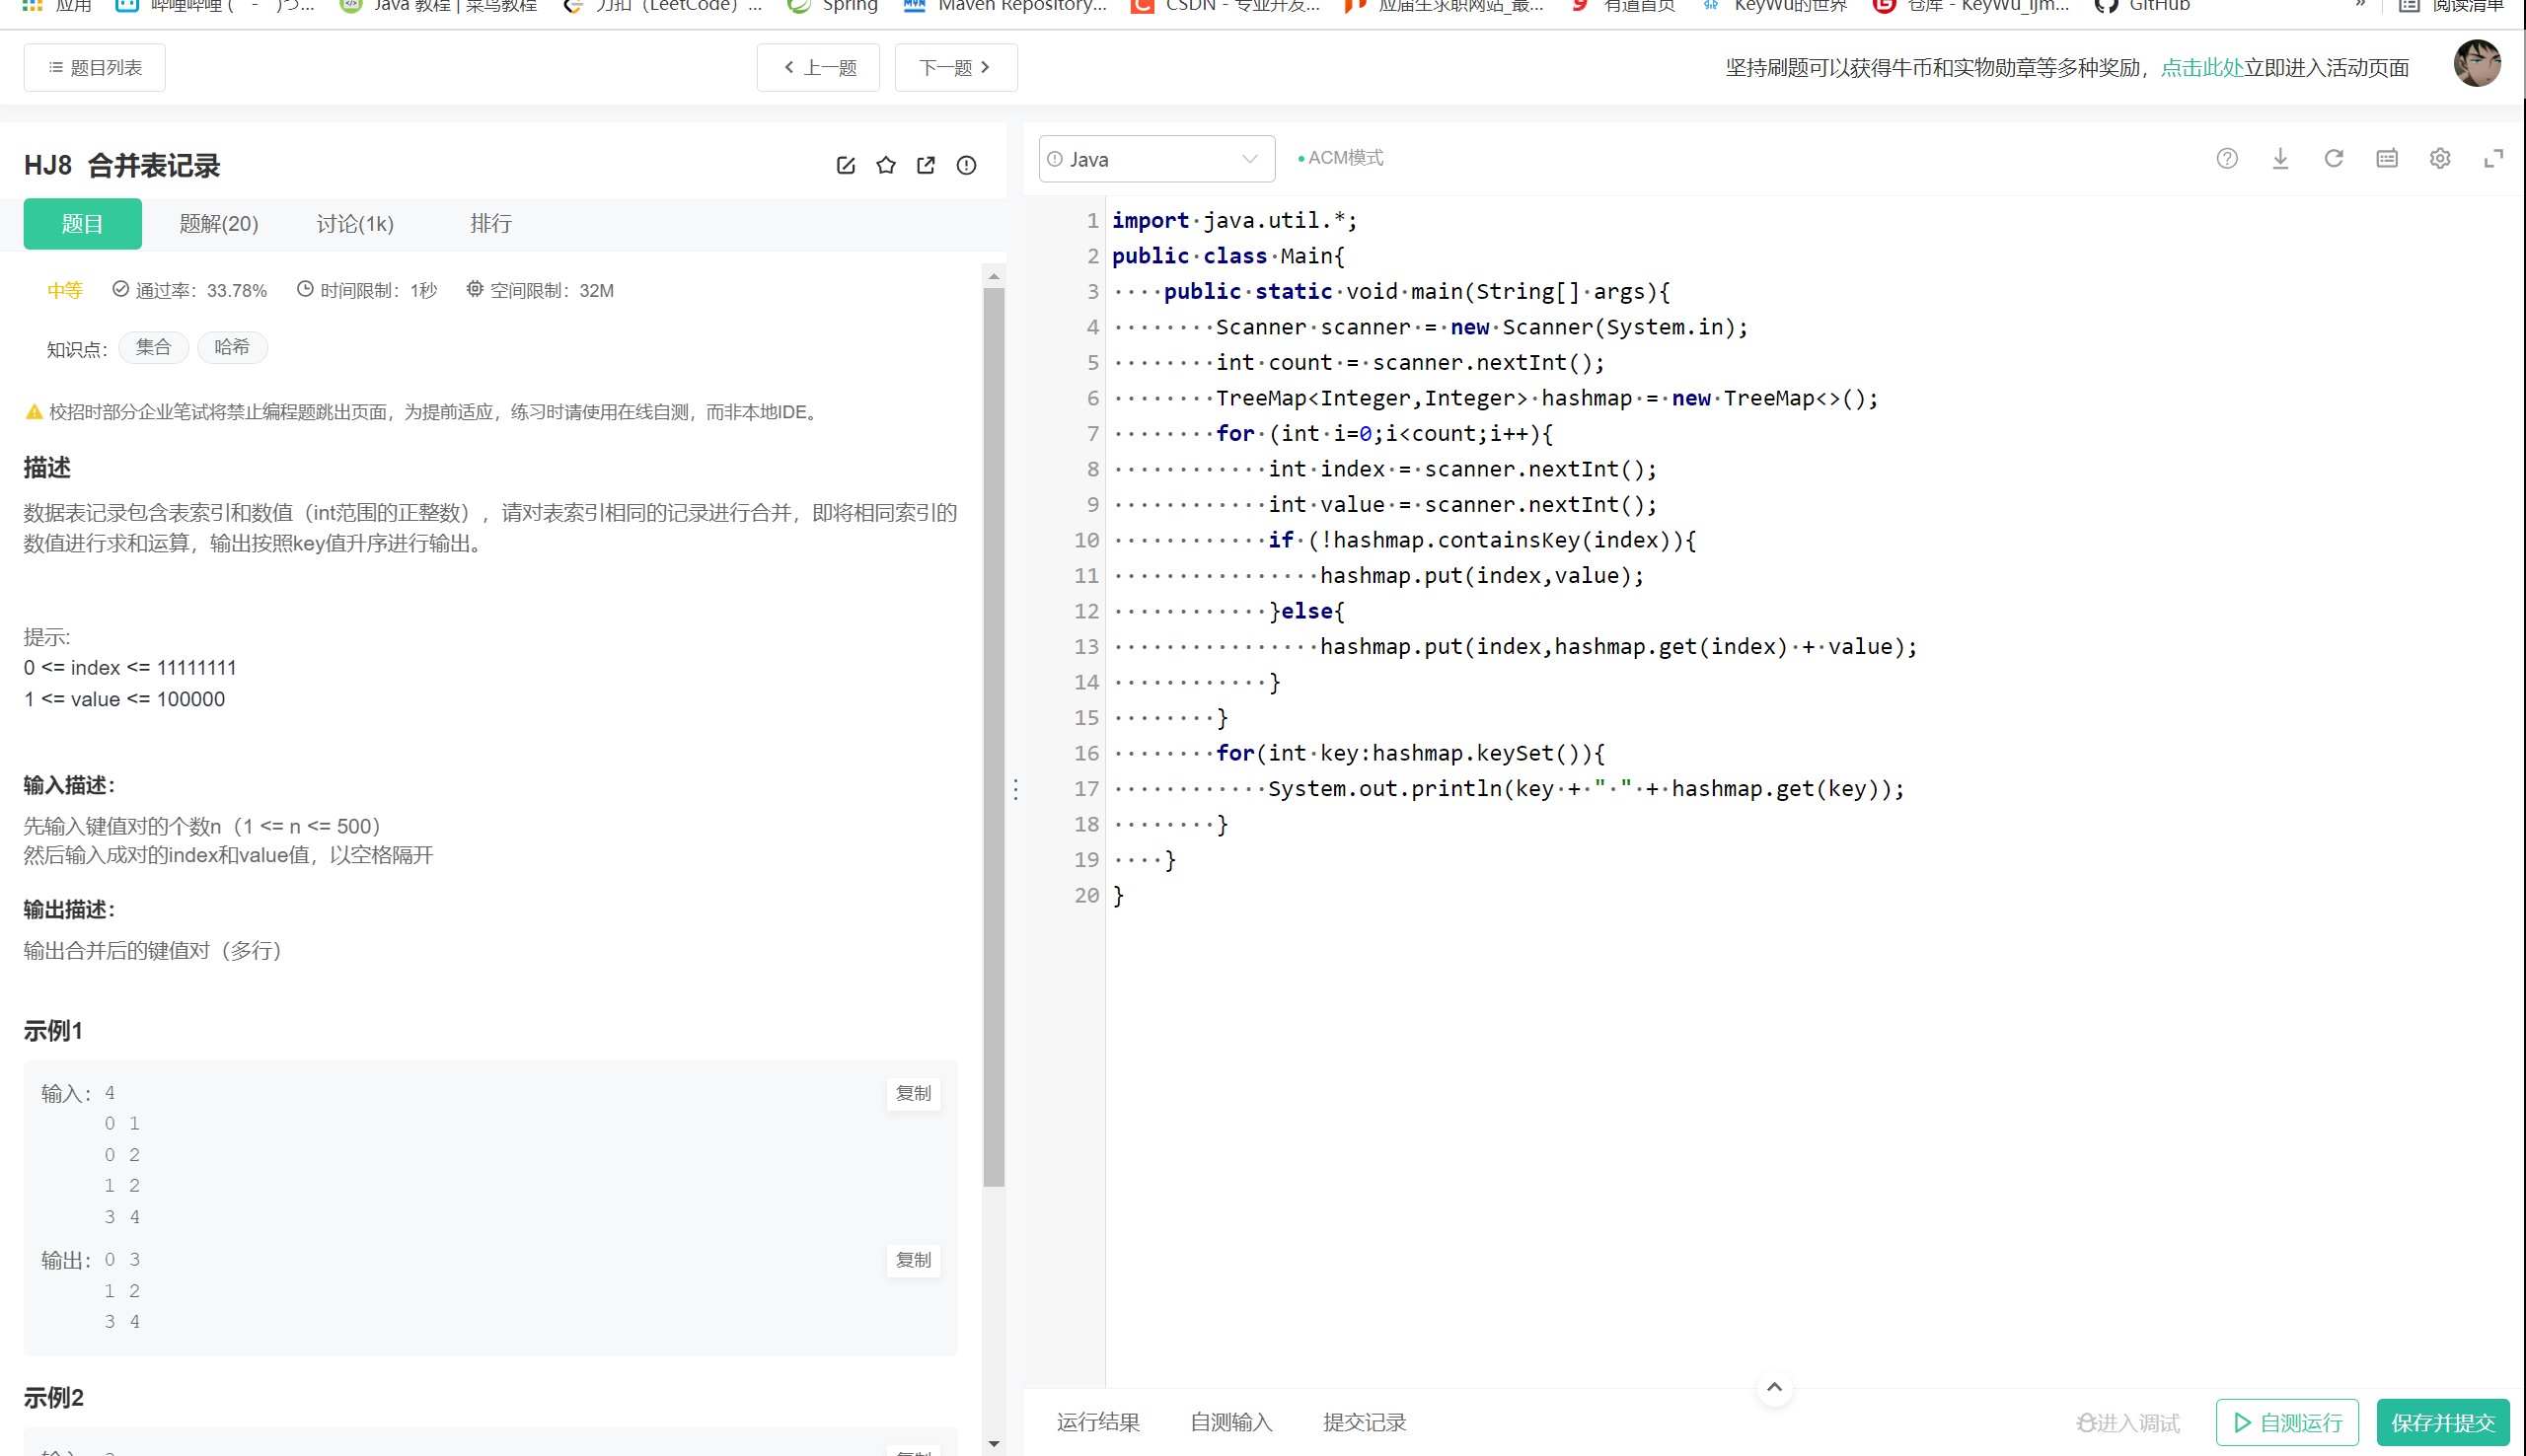 应用
哔哩哔哩 (
Java 教程 | 菜鸟教程
力扣（LeetCode）...
Spring
Maven Repository...
CSDN - 专业开发...
应届生求职网站_最...
有道首页
KeyWu的世界
仓库 - KeyWu_ljm...
GitHub
»
阅读清单
题目列表
上一题
下一题
坚持刷题可以获得牛币和实物勋章等多种奖励，点击此处立即进入活动页面
HJ8 合并表记录
题目 题解(20) 讨论(1k) 排行
中等 通过率：33.78% 时间限制：1秒 空间限制：32M
知识点： 集合 哈希
校招时部分企业笔试将禁止编程题跳出页面，为提前适应，练习时请使用在线自测，而非本地IDE。
描述
数据表记录包含表索引和数值（int范围的正整数），请对表索引相同的记录进行合并，即将相同索引的
数值进行求和运算，输出按照key值升序进行输出。
提示:
0 <= index <= 11111111
1 <= value <= 100000
输入描述：
先输入键值对的个数n（1 <= n <= 500）
然后输入成对的index和value值，以空格隔开
输出描述：
输出合并后的键值对（多行）
示例1
输入：4 复制
0 1
0 2
1 2
3 4
输出：0 3 复制
1 2
3 4
示例2
Java
ACM模式
1 import java.util.*;
2 public class Main{
3     public static void main(String[] args){
4         Scanner scanner = new Scanner(System.in);
5         int count = scanner.nextInt();
6         TreeMap<Integer,Integer> hashmap = new TreeMap<>();
7         for (int i=0;i<count;i++){
8             int index = scanner.nextInt();
9             int value = scanner.nextInt();
10             if (!hashmap.containsKey(index)){
11                 hashmap.put(index,value);
12             }else{
13                 hashmap.put(index,hashmap.get(index) + value);
14             }
15         }
16         for(int key:hashmap.keySet()){
17             System.out.println(key + " " + hashmap.get(key));
18         }
19     }
20 }
运行结果 自测输入 提交记录
进入调试 自测运行 保存并提交